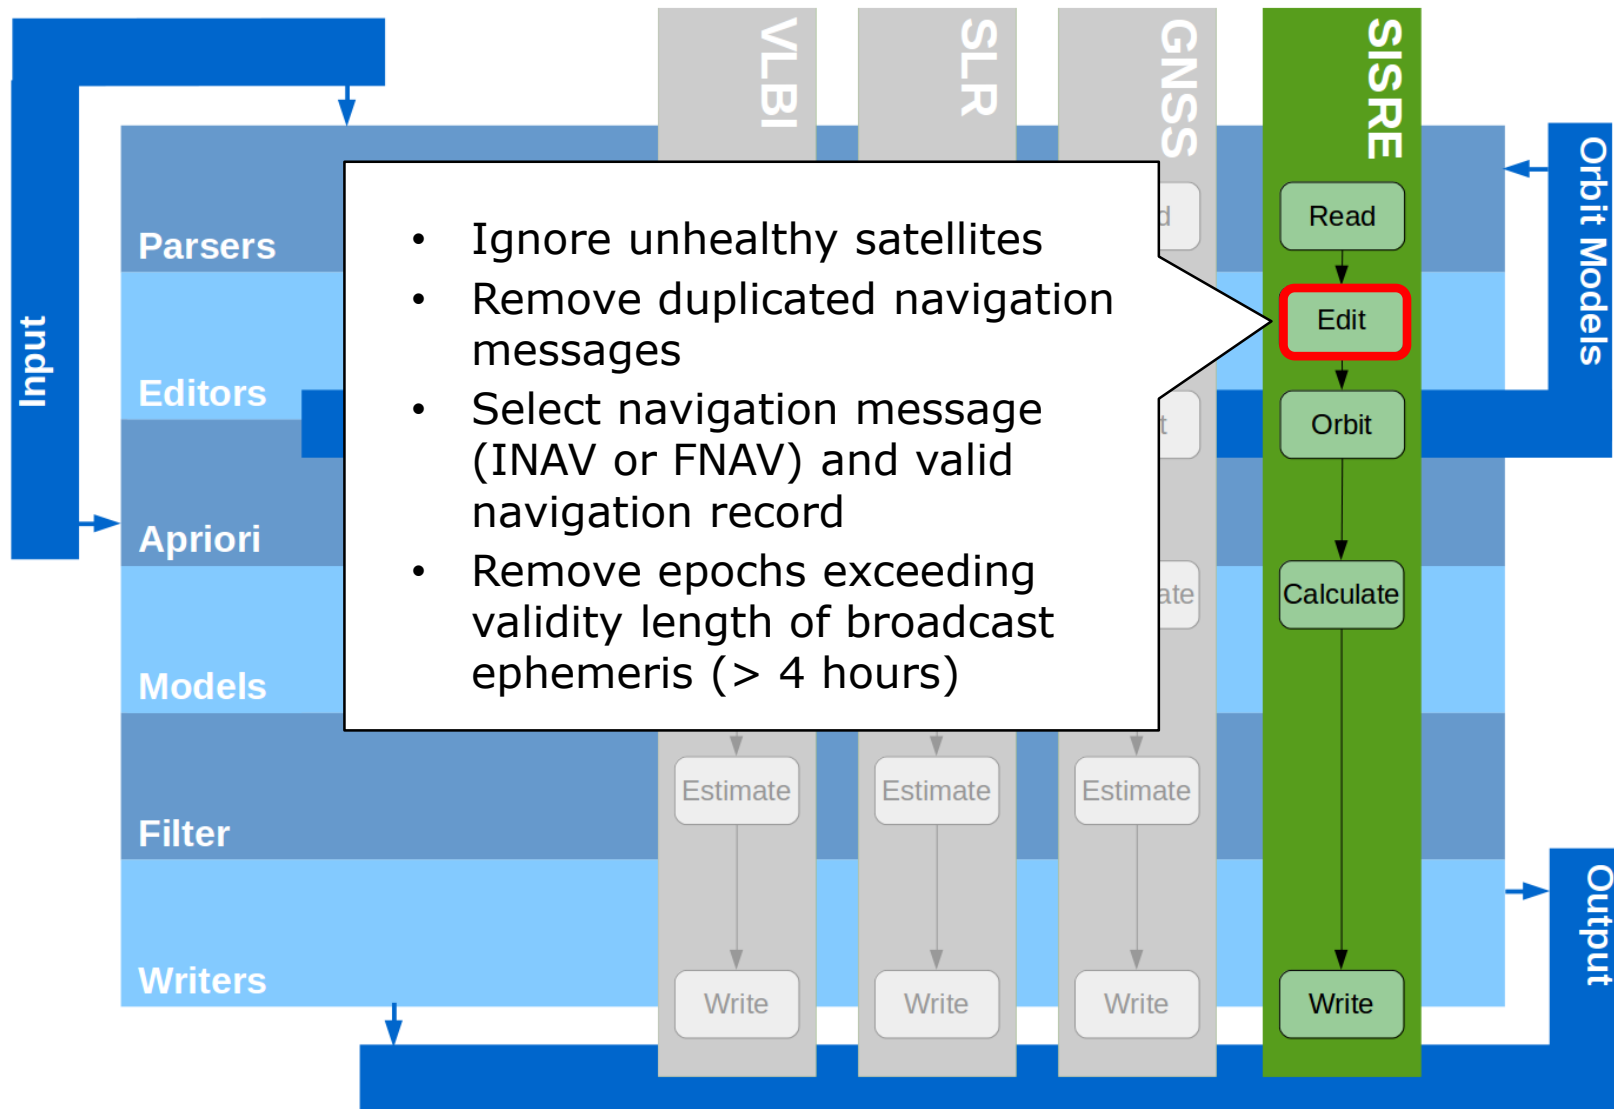 VLBI
SLR
GNSS
SISRE
Input
Orbit Models
Output
Parsers
Editors
Apriori
Models
Filter
Writers
• Ignore unhealthy satellites
• Remove duplicated navigation
messages
• Select navigation message
(INAV or FNAV) and valid
navigation record
• Remove epochs exceeding
validity length of broadcast
ephemeris (> 4 hours)
d
t
ate
Read
Edit
Orbit
Calculate
Estimate
Estimate
Estimate
Write
Write
Write
Write